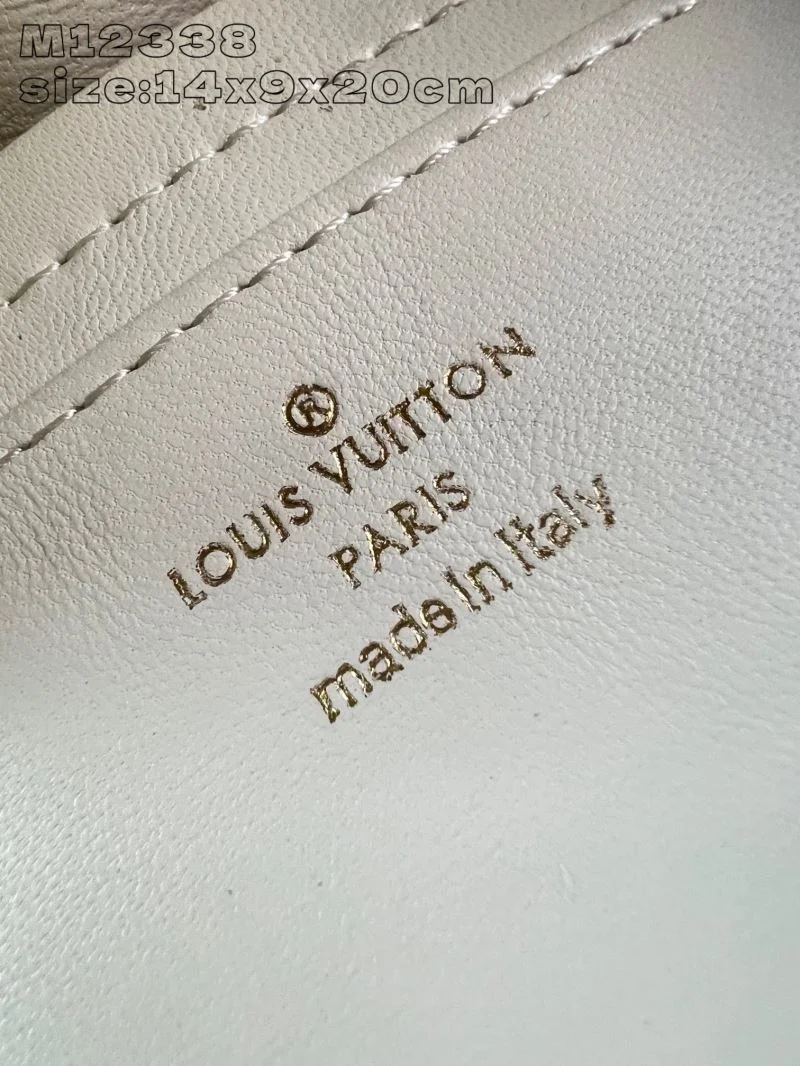 M12338
size:14x9x20cm
®
LOUIS VUITTON
PARIS
made in Italy